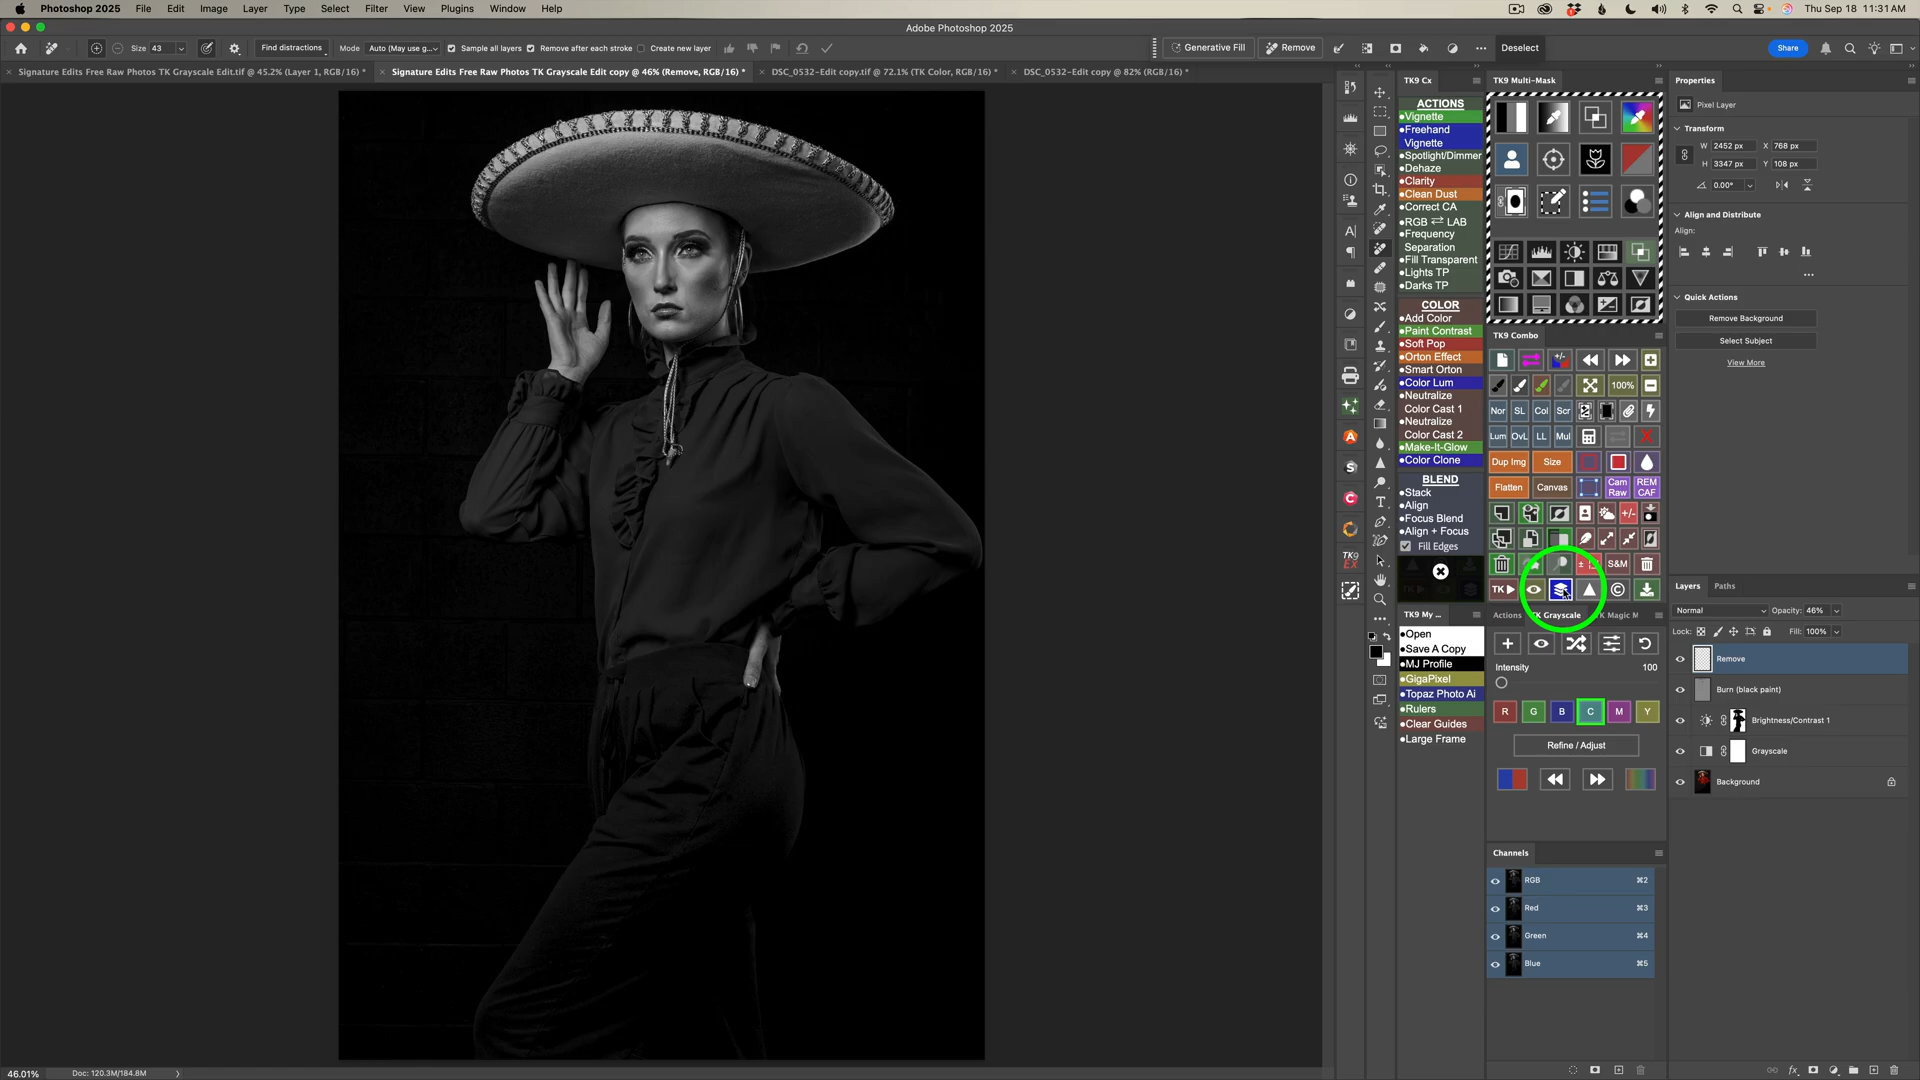 Photoshop 2025 File Edit Image Layer Type Select Filter View Plugins Window Help Thu Sep 18 11:31 AM
Adobe Photoshop 2025
Size 43 Find distractions Mode Auto (May use g... Sample all layers Remove after each stroke Create new layer Generative Fill Remove Deselect Share
Signature Edits Free Raw Photos TK Grayscale Edit.tif @ 45.2% (Layer 1, RGB/16) *
Signature Edits Free Raw Photos TK Grayscale Edit copy @ 46% (Remove, RGB/16) *
DSC_0532-Edit copy.tif @ 72.1% (TK Color, RGB/16) *
DSC_0532-Edit copy @ 82% (RGB/16) *
TK9 Cx
ACTIONS
•Vignette
•Freehand
Vignette
•Spotlight/Dimmer
•Dehaze
•Clarity
•Clean Dust
•Correct CA
•RGB ⇄ LAB
•Frequency
Separation
•Fill Transparent
•Lights TP
•Darks TP
COLOR
•Add Color
•Paint Contrast
•Soft Pop
•Orton Effect
•Smart Orton
•Color Lum
•Neutralize
Color Cast 1
•Neutralize
Color Cast 2
•Make-It-Glow
•Color Clone
BLEND
•Stack
•Align
•Focus Blend
•Align + Focus
Fill Edges
TK9 My ...
•Open
•Save A Copy
•MJ Profile
•GigaPixel
•Topaz Photo Ai
•Rulers
•Clear Guides
•Large Frame
TK9 Multi-Mask
TK9 Combo
+/-
100%
Nor SL Col Scr
Lum OvL LL Mul
Dup Img Size
Flatten Canvas Cam Raw REM CAF
+/-
S&M
TK
Actions TK Grayscale TK Magic M
Intensity 100
R G B C M Y
Refine / Adjust
Channels
RGB ⌘2
Red ⌘3
Green ⌘4
Blue ⌘5
Properties
Pixel Layer
Transform
W 2452 px X 768 px
H 3347 px Y 108 px
0.00°
Align and Distribute
Align:
Quick Actions
Remove Background
Select Subject
View More
Layers Paths
Normal Opacity: 46%
Lock: Fill: 100%
Remove
Burn (black paint)
Brightness/Contrast 1
Grayscale
Background
TK9
EX
46.01% Doc: 120.3M/184.8M